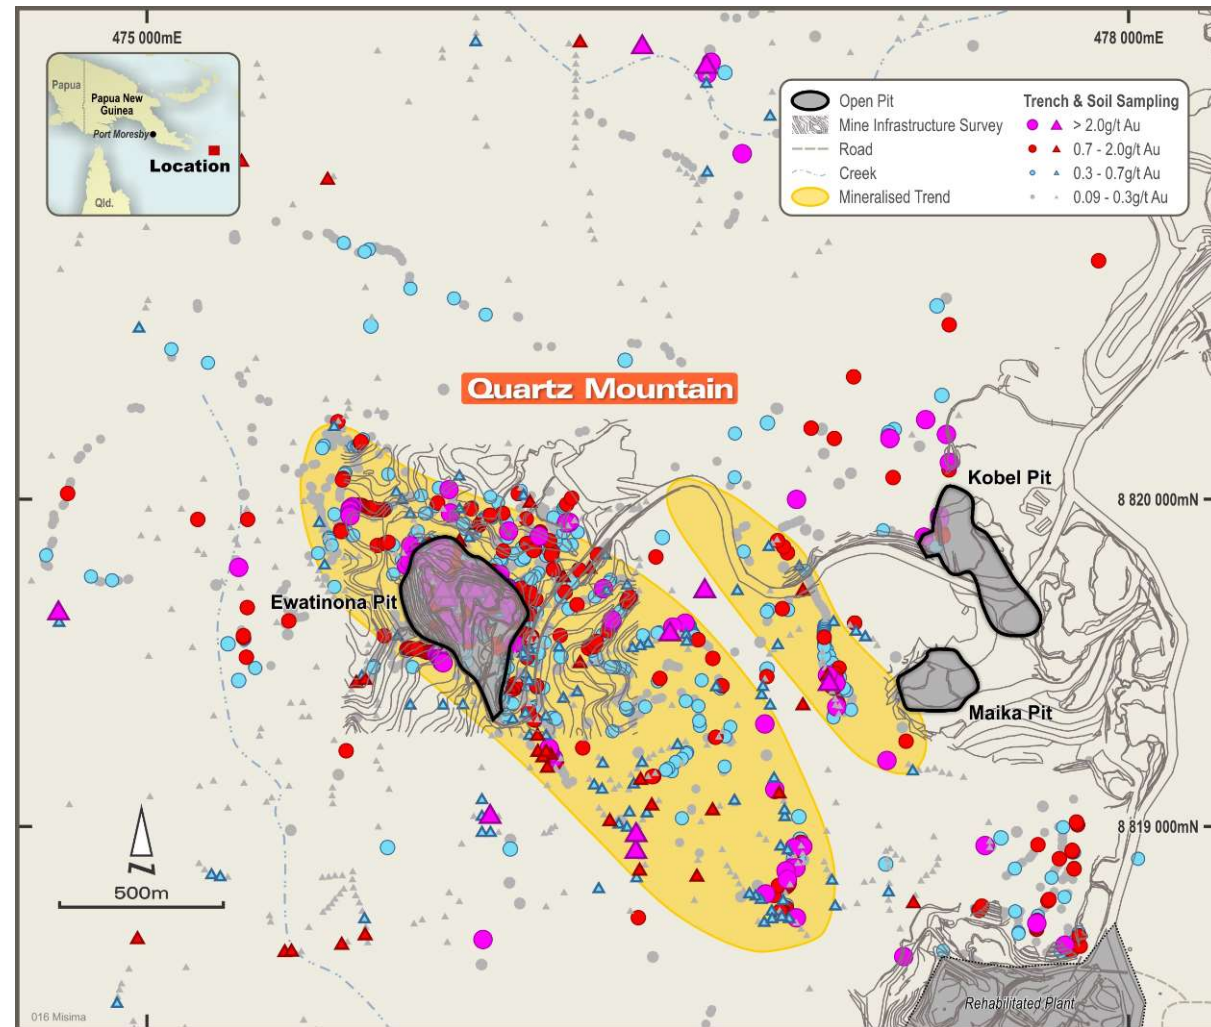 475 000mE
478 000mE
Papua
Papua New
Guinea
Port Moresby
Location
Qld.
Open Pit
Mine Infrastructure Survey
Road
Creek
Mineralised Trend
Trench & Soil Sampling
> 2.0g/t Au
0.7 - 2.0g/t Au
0.3 - 0.7g/t Au
0.09 - 0.3g/t Au
Quartz Mountain
Kobel Pit
8 820 000mN
Ewatinona Pit
Maika Pit
8 819 000mN
N
500m
Rehabilitated Plant
016 Misima